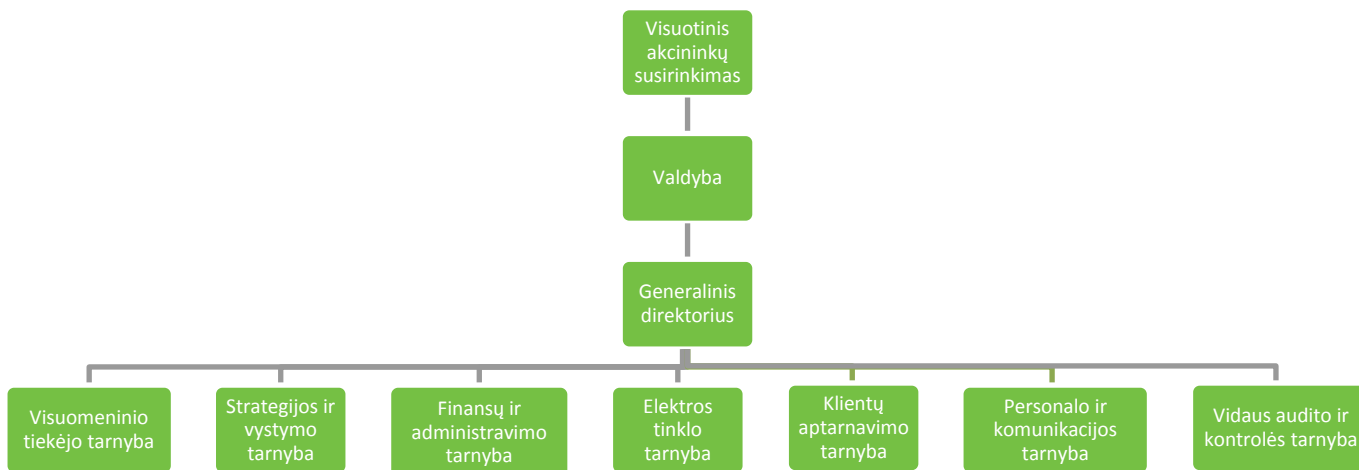 Visuotinis
akcininkų
susirinkimas
Valdyba
Generalinis
direktorius
Visuomeninio
tiekėjo tarnyba
Strategijos ir
vystymo
tarnyba
Finansų ir
administravimo
tarnyba
Elektros
tinklo
tarnyba
Klientų
aptarnavimo
tarnyba
Personalo ir
komunikacijos
tarnyba
Vidaus audito ir
kontrolės tarnyba